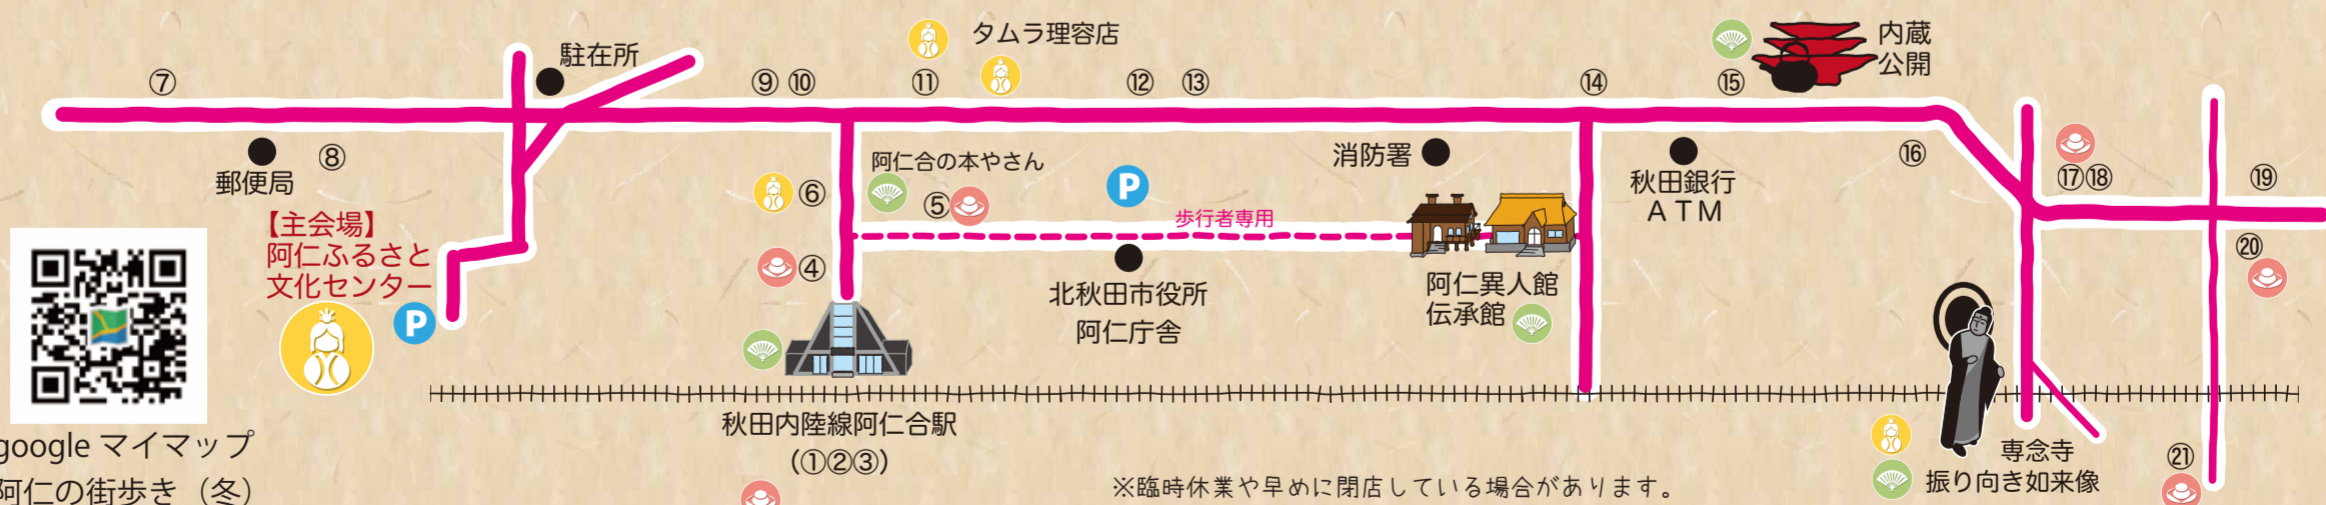 駐在所
タムラ理容店
内蔵
公開
⑦
⑨ ⑩
⑪
⑫ ⑬
⑭
⑮
郵便局
⑧
阿仁合の本やさん
P
消防署
秋田銀行
ATM
⑯
⑰⑱
⑲
⑥
⑤
歩行者専用
【主会場】
阿仁ふるさと
文化センター
P
④
北秋田市役所
阿仁庁舎
阿仁異人館
伝承館
⑳
秋田内陸線阿仁合駅
（①②③）
google マイマップ
阿仁の街歩き（冬）
専念寺
振り向き如来像
㉑
※臨時休業や早めに閉店している場合があります。